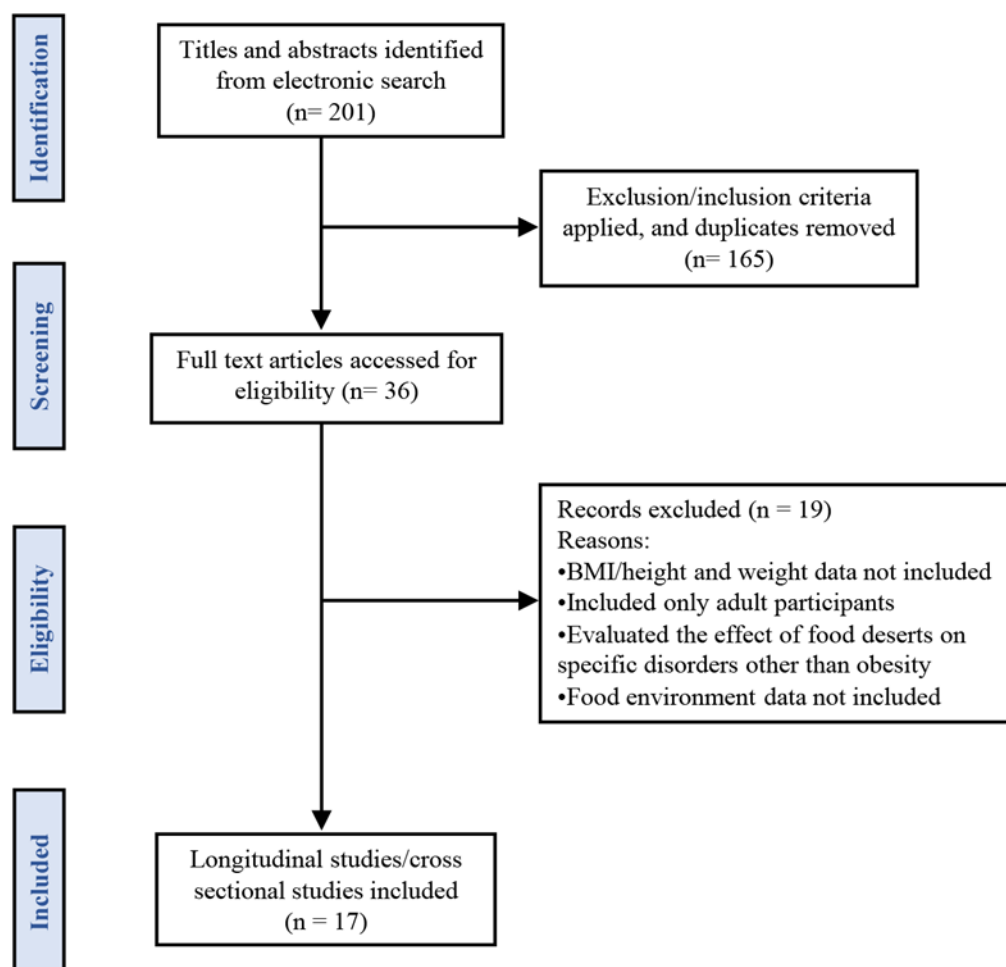 Identification
Titles and abstracts identified
from electronic search
(n= 201)
Exclusion/inclusion criteria
applied, and duplicates removed
(n= 165)
Screening
Full text articles accessed for
eligibility (n= 36)
Eligibility
Records excluded (n = 19)
Reasons:
•BMI/height and weight data not included
•Included only adult participants
•Evaluated the effect of food deserts on
specific disorders other than obesity
•Food environment data not included
Included
Longitudinal studies/cross
sectional studies included
(n = 17)